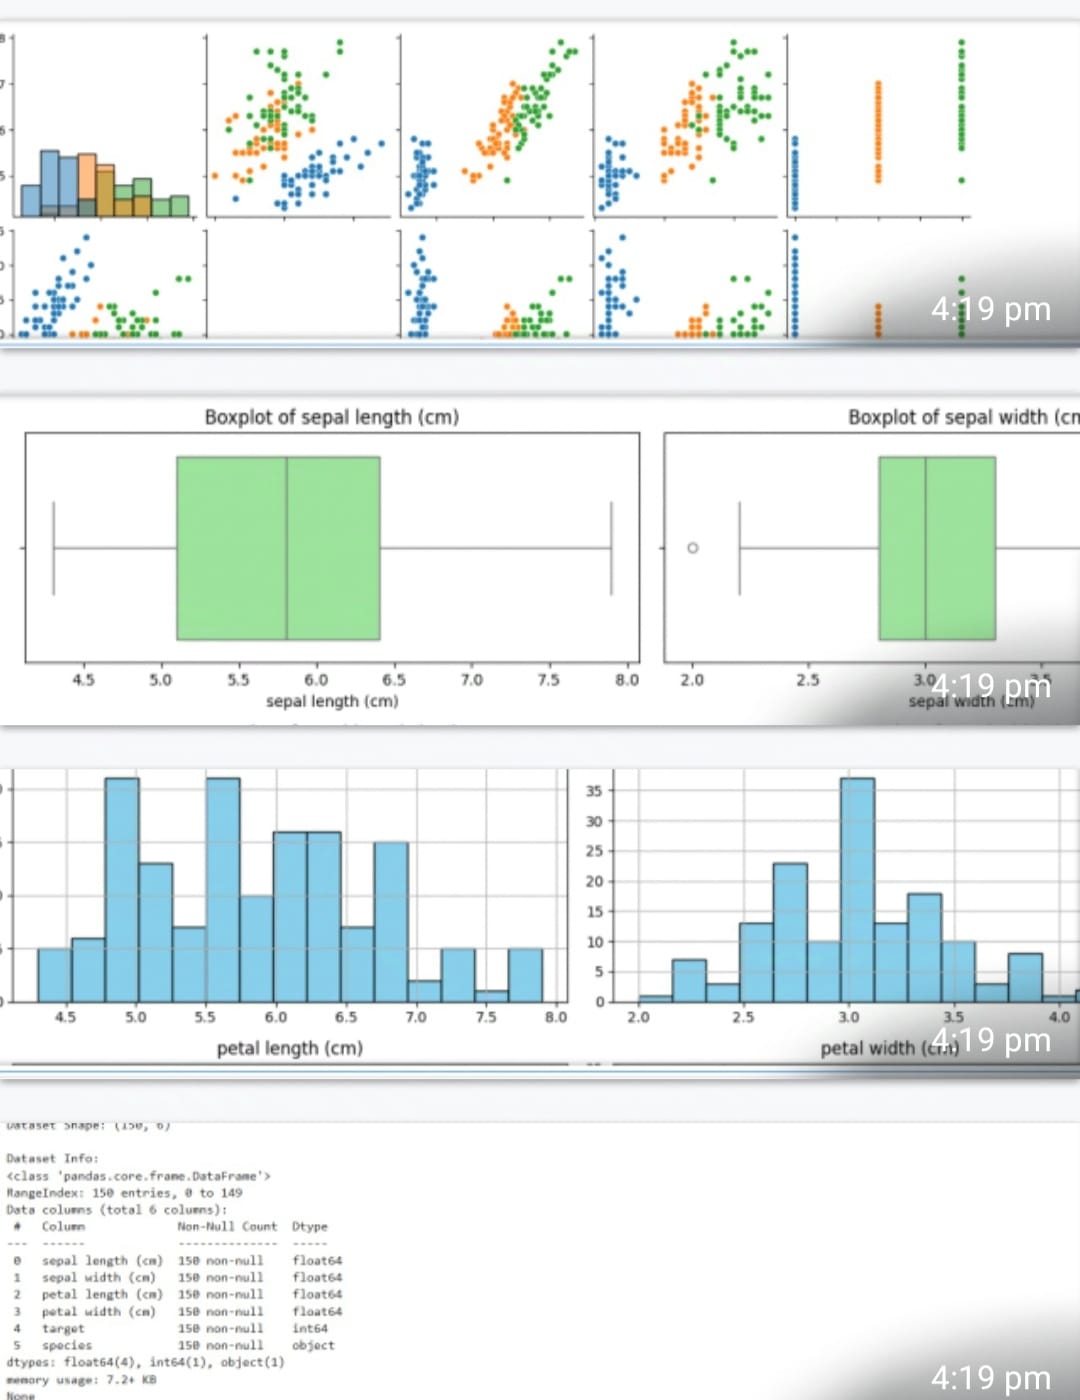 8
7
6
5
5
0
5
0
4:19 pm
Boxplot of sepal length (cm)
Boxplot of sepal width (cm
4.5 5.0 5.5 6.0 6.5 7.0 7.5 8.0
2.0 2.5 3.0 3.5
sepal length (cm)
sepal width (cm)
4:19 pm
0
5
0
5
0
4.5 5.0 5.5 6.0 6.5 7.0 7.5 8.0
petal length (cm)
35
30
25
20
15
10
5
0
2.0 2.5 3.0 3.5 4.0
petal width (cm)
4:19 pm
Dataset Shape: (150, 6)
Dataset Info:
<class 'pandas.core.frame.DataFrame'>
RangeIndex: 150 entries, 0 to 149
Data columns (total 6 columns):
# Column Non-Null Count Dtype
--- ------ -------------- -----
0 sepal length (cm) 150 non-null float64
1 sepal width (cm) 150 non-null float64
2 petal length (cm) 150 non-null float64
3 petal width (cm) 150 non-null float64
4 target 150 non-null int64
5 species 150 non-null object
dtypes: float64(4), int64(1), object(1)
memory usage: 7.2+ KB
None
4:19 pm